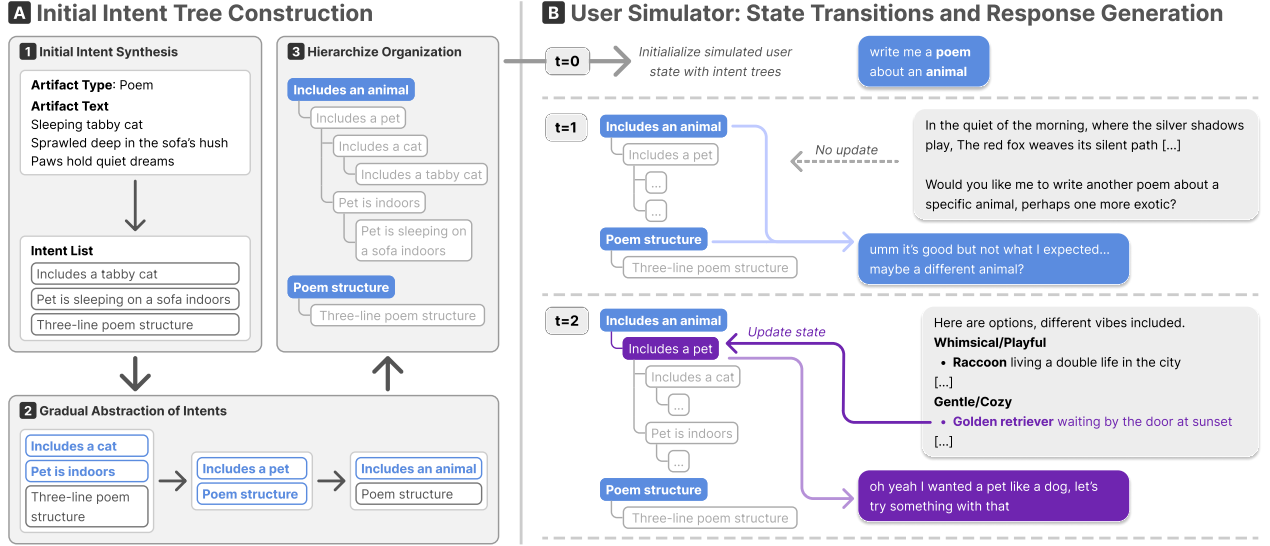 A Initial Intent Tree Construction
1 Initial Intent Synthesis
Artifact Type: Poem
Artifact Text
Sleeping tabby cat
Sprawled deep in the sofa's hush
Paws hold quiet dreams
Intent List
Includes a tabby cat
Pet is sleeping on a sofa indoors
Three-line poem structure
2 Gradual Abstraction of Intents
Includes a cat
Pet is indoors
Three-line poem
structure
Includes a pet
Poem structure
Includes an animal
Poem structure
3 Hierarchize Organization
Includes an animal
Includes a pet
Includes a cat
Includes a tabby cat
Pet is indoors
Pet is sleeping on
a sofa indoors
Poem structure
Three-line poem structure
B User Simulator: State Transitions and Response Generation
t=0
Initialialize simulated user
state with intent trees
write me a poem
about an animal
t=1
Includes an animal
Includes a pet
...
...
Poem structure
Three-line poem structure
No update
In the quiet of the morning, where the silver shadows
play, The red fox weaves its silent path [...]
Would you like me to write another poem about a
specific animal, perhaps one more exotic?
umm it's good but not what I expected...
maybe a different animal?
t=2
Includes an animal
Includes a pet
Includes a cat
...
Pet is indoors
...
Poem structure
Three-line poem structure
Update state
Here are options, different vibes included.
Whimsical/Playful
• Raccoon living a double life in the city
[...]
Gentle/Cozy
• Golden retriever waiting by the door at sunset
[...]
oh yeah I wanted a pet like a dog, let's
try something with that